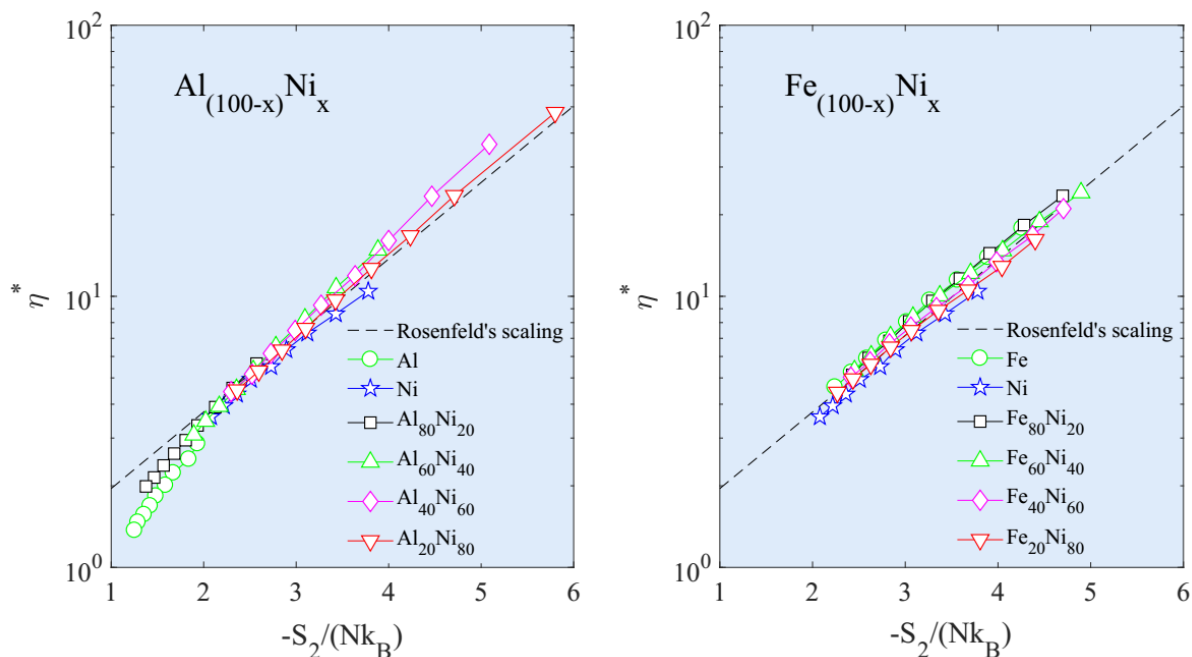 Al(100-x)Nix
η*
10^2
10^1
10^0
Rosenfeld's scaling
Al
Ni
Al80Ni20
Al60Ni40
Al40Ni60
Al20Ni80
1 2 3 4 5 6
-S2/(NkB)
Fe(100-x)Nix
η*
10^2
10^1
10^0
Rosenfeld's scaling
Fe
Ni
Fe80Ni20
Fe60Ni40
Fe40Ni60
Fe20Ni80
1 2 3 4 5 6
-S2/(NkB)